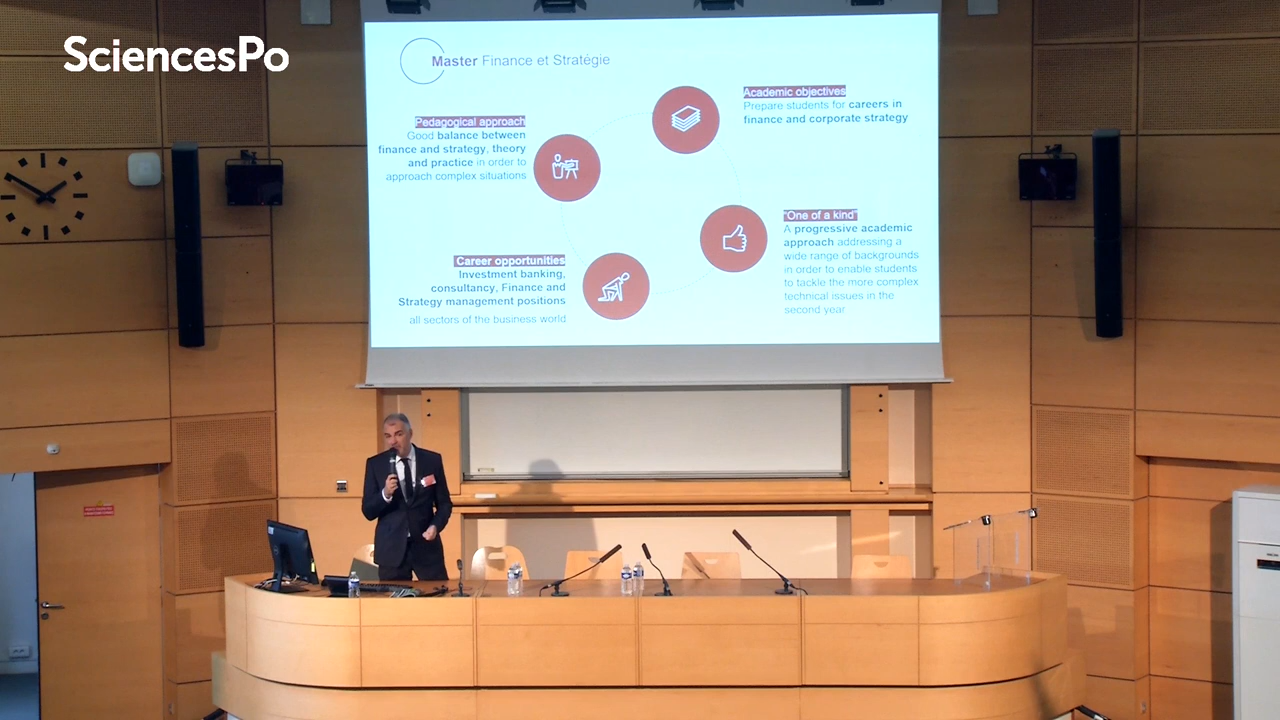 SciencesPo
Master Finance et Stratégie
Academic objectives
Prepare students for careers in
finance and corporate strategy
Pedagogical approach
Good balance between
finance and strategy, theory
and practice in order to
approach complex situations
"One of a kind"
A progressive academic
approach addressing a
wide range of backgrounds
in order to enable students
to tackle the more complex
technical issues in the
second year
Career opportunities
Investment banking,
consultancy, Finance and
Strategy management positions
all sectors of the business world